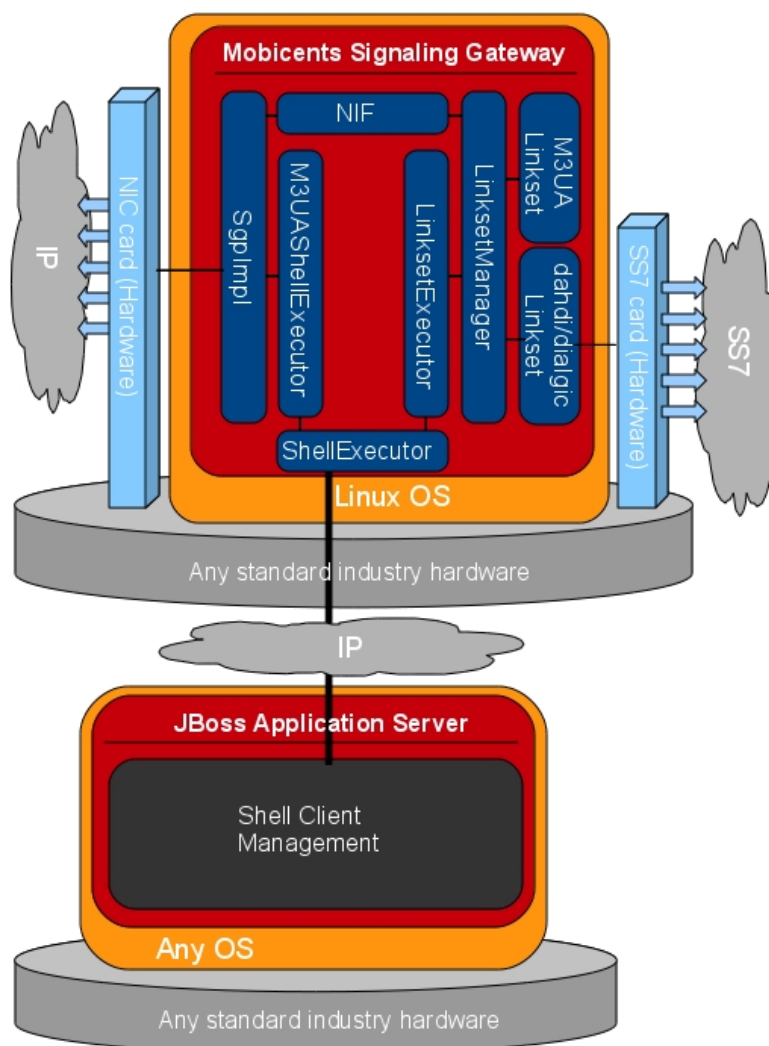 Mobicents Signaling Gateway
IP
NIC card (Hardware)
SgpImpl
NIF
M3UAShellExecutor
LinksetExecutor
LinksetManager
M3UA
Linkset
dahdi/dialgic
Linkset
SS7 card (Hardware)
SS7
ShellExecutor
Linux OS
Any standard industry hardware
IP
JBoss Application Server
Shell Client
Management
Any OS
Any standard industry hardware